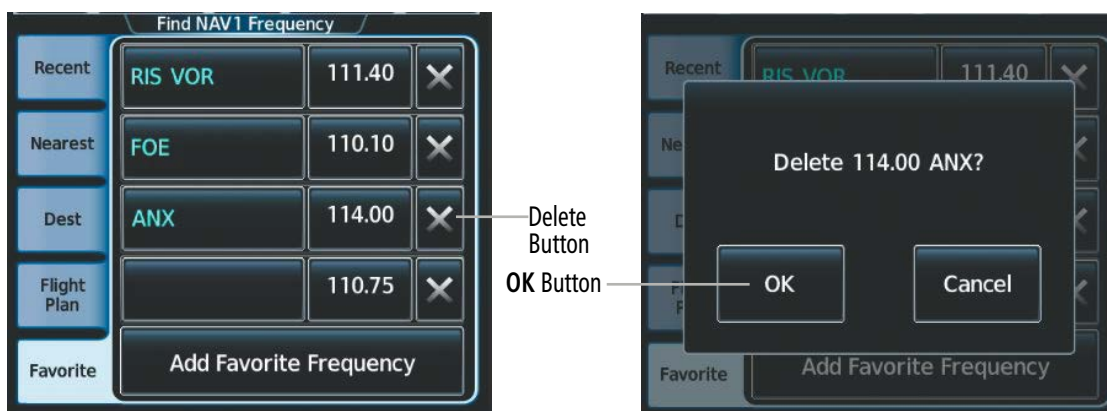 Find NAV1 Frequency
Recent
RIS VOR 111.40
Nearest
FOE 110.10
Dest
ANX 114.00
Flight
Plan
110.75
Favorite
Add Favorite Frequency
Delete
Button
OK Button
Recent
RIS VOR 111.40
Ne
Delete 114.00 ANX?
OK Cancel
Favorite
Add Favorite Frequency